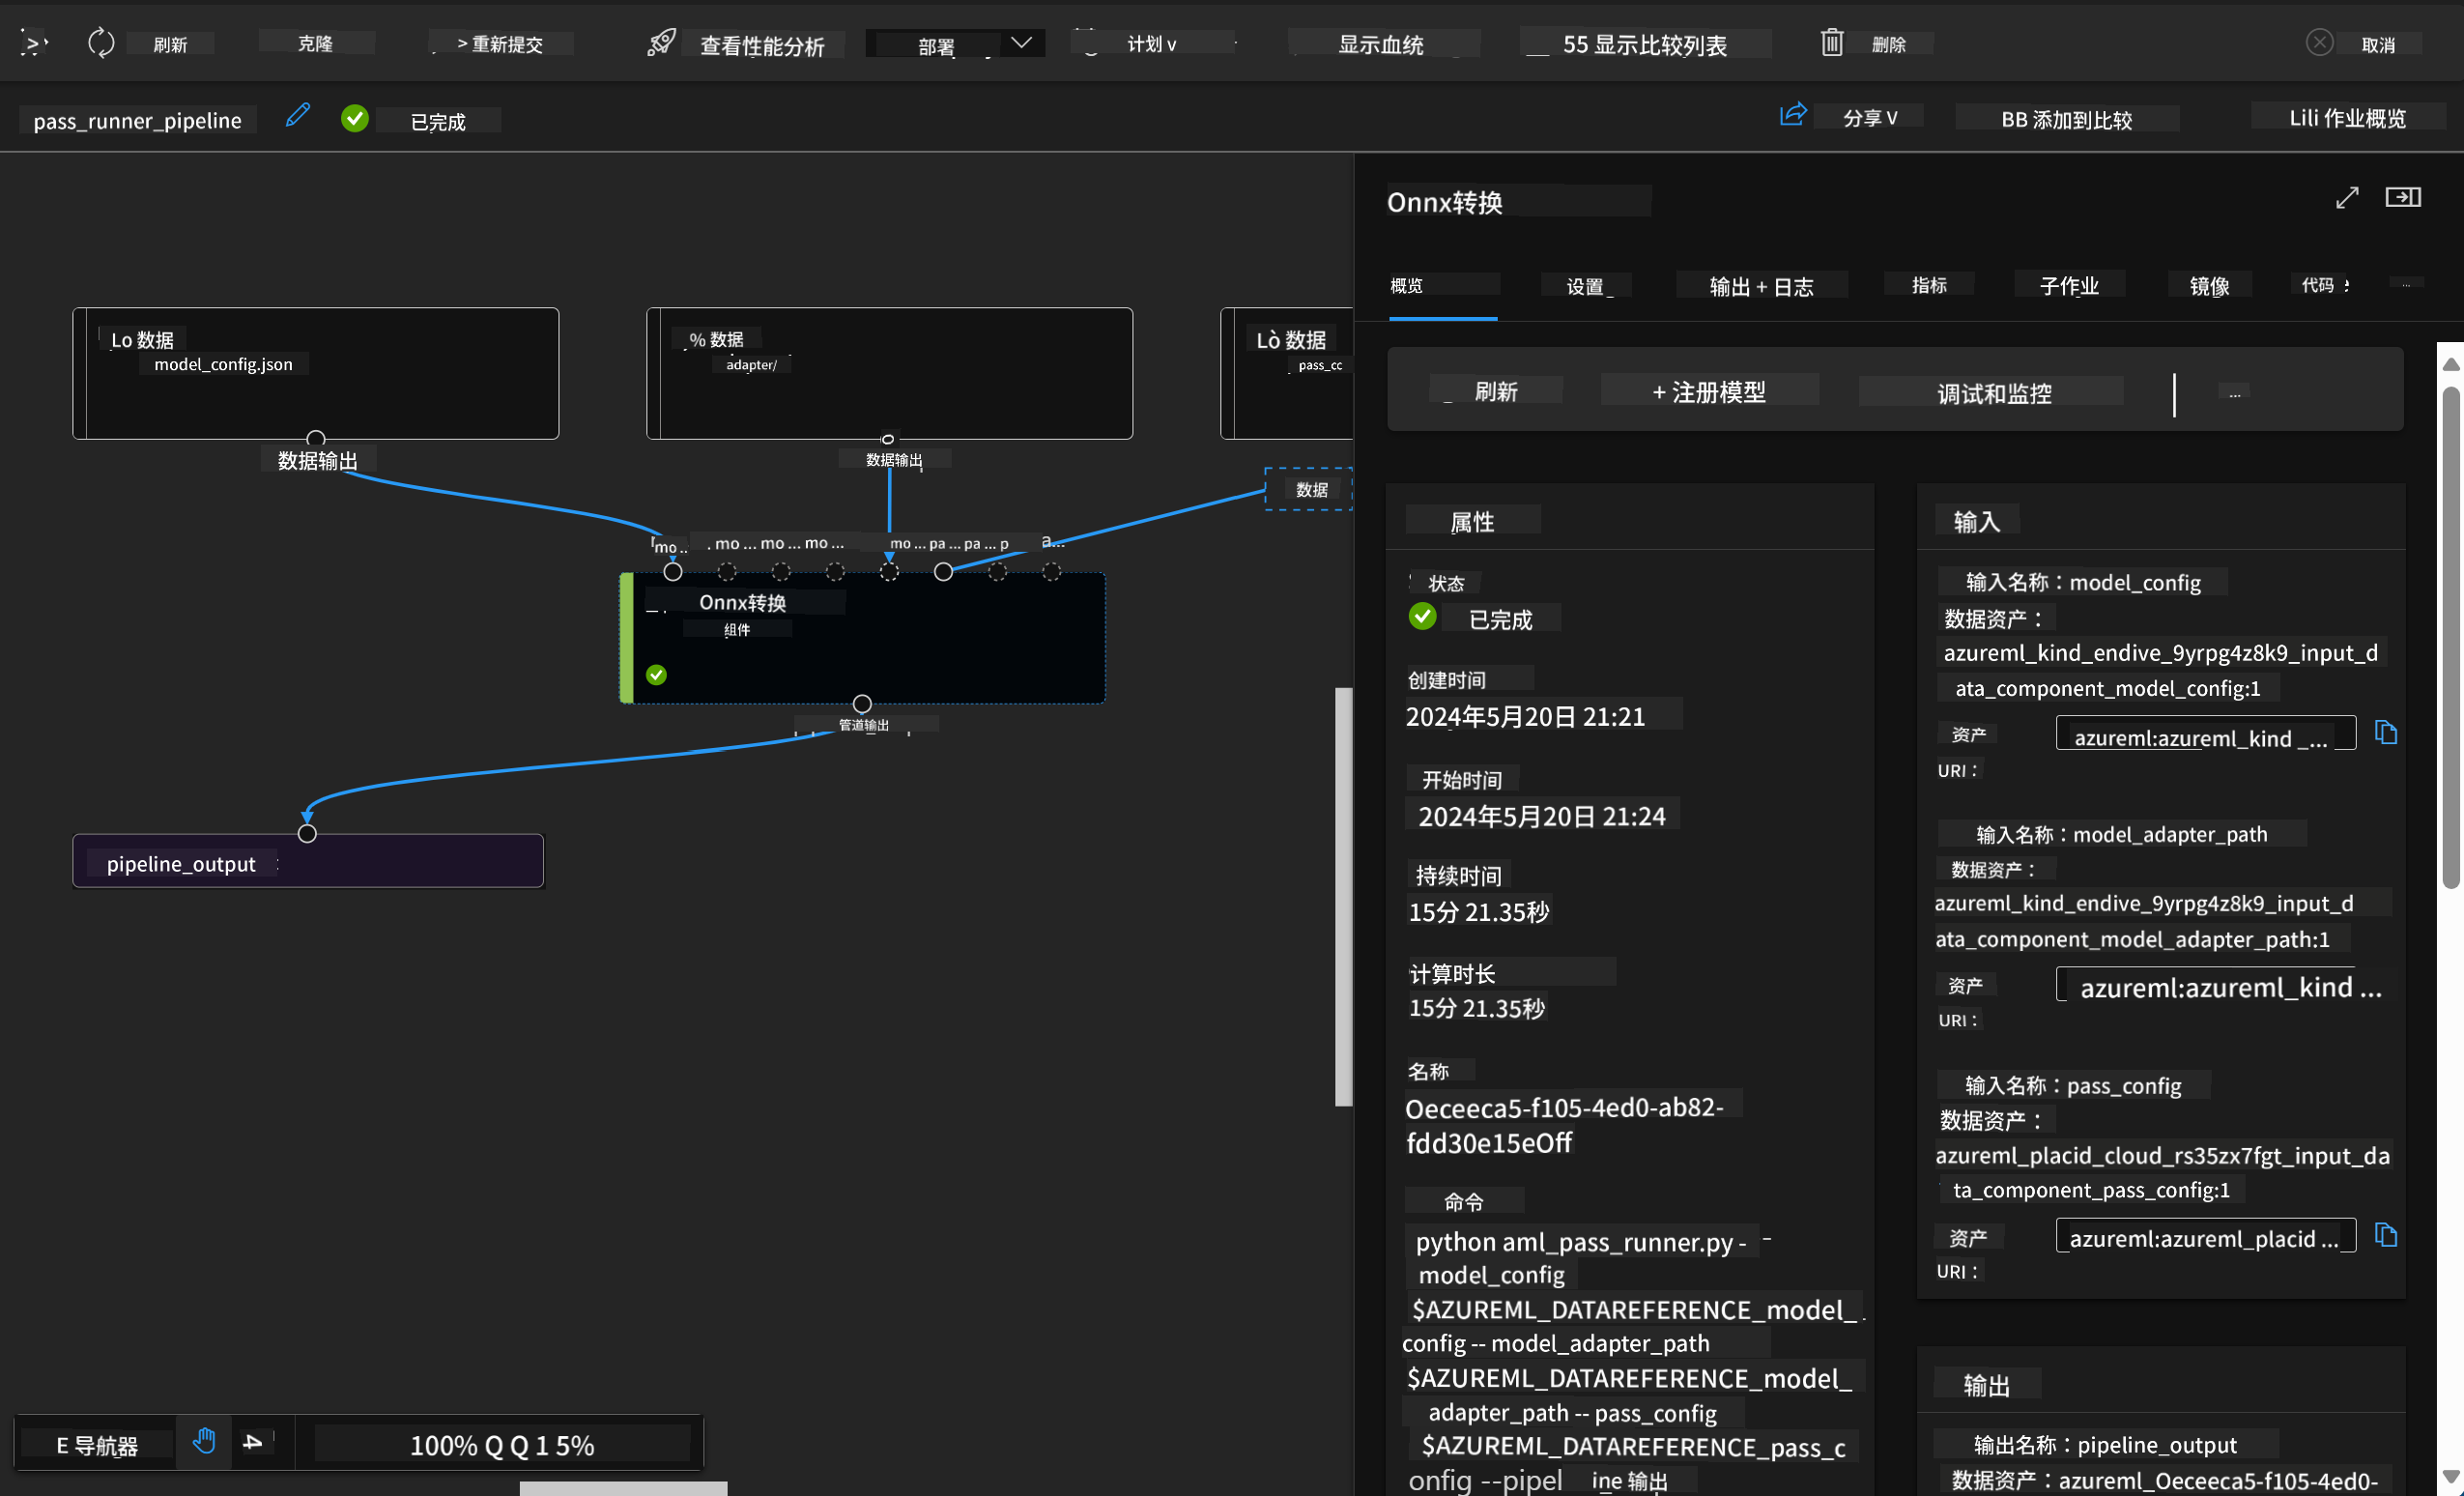 刷新
克隆
> 重新提交
查看性能分析
部署
计划 v
显示血统
55 显示比较列表
删除
取消
pass_runner_pipeline
已完成
分享 V
BB 添加到比较
Lili 作业概览
Lo 数据
model_config.json
数据输出
% 数据
adapter/
数据输出
Lò 数据
pass_cc
数据
mo ...
mo ... mo ... mo ...
mo ... pa ... pa ... p
a...
Onnx转换
组件
管道输出
pipeline_output
E 导航器
100% Q Q 1 5%
Onnx转换
概览
设置
输出 + 日志
指标
子作业
镜像
代码
...
刷新
+ 注册模型
调试和监控
...
属性
状态
已完成
创建时间
2024年5月20日 21:21
开始时间
2024年5月20日 21:24
持续时间
15分 21.35秒
计算时长
15分 21.35秒
名称
Oeceeca5-f105-4ed0-ab82-
fdd30e15eOff
命令
python aml_pass_runner.py -
model_config
$AZUREML_DATAREFERENCE_model_
config -- model_adapter_path
$AZUREML_DATAREFERENCE_model_
adapter_path -- pass_config
$AZUREML_DATAREFERENCE_pass_c
onfig --pipel ine 输出
输入
输入名称：model_config
数据资产：
azureml_kind_endive_9yrpg4z8k9_input_d
ata_component_model_config:1
资产
azureml:azureml_kind _...
URI：
输入名称：model_adapter_path
数据资产：
azureml_kind_endive_9yrpg4z8k9_input_d
ata_component_model_adapter_path:1
资产
azureml:azureml_kind ...
URI：
输入名称：pass_config
数据资产：
azureml_placid_cloud_rs35zx7fgt_input_da
ta_component_pass_config:1
资产
azureml:azureml_placid ...
URI：
输出
输出名称：pipeline_output
数据资产：azureml_Oeceeca5-f105-4ed0-